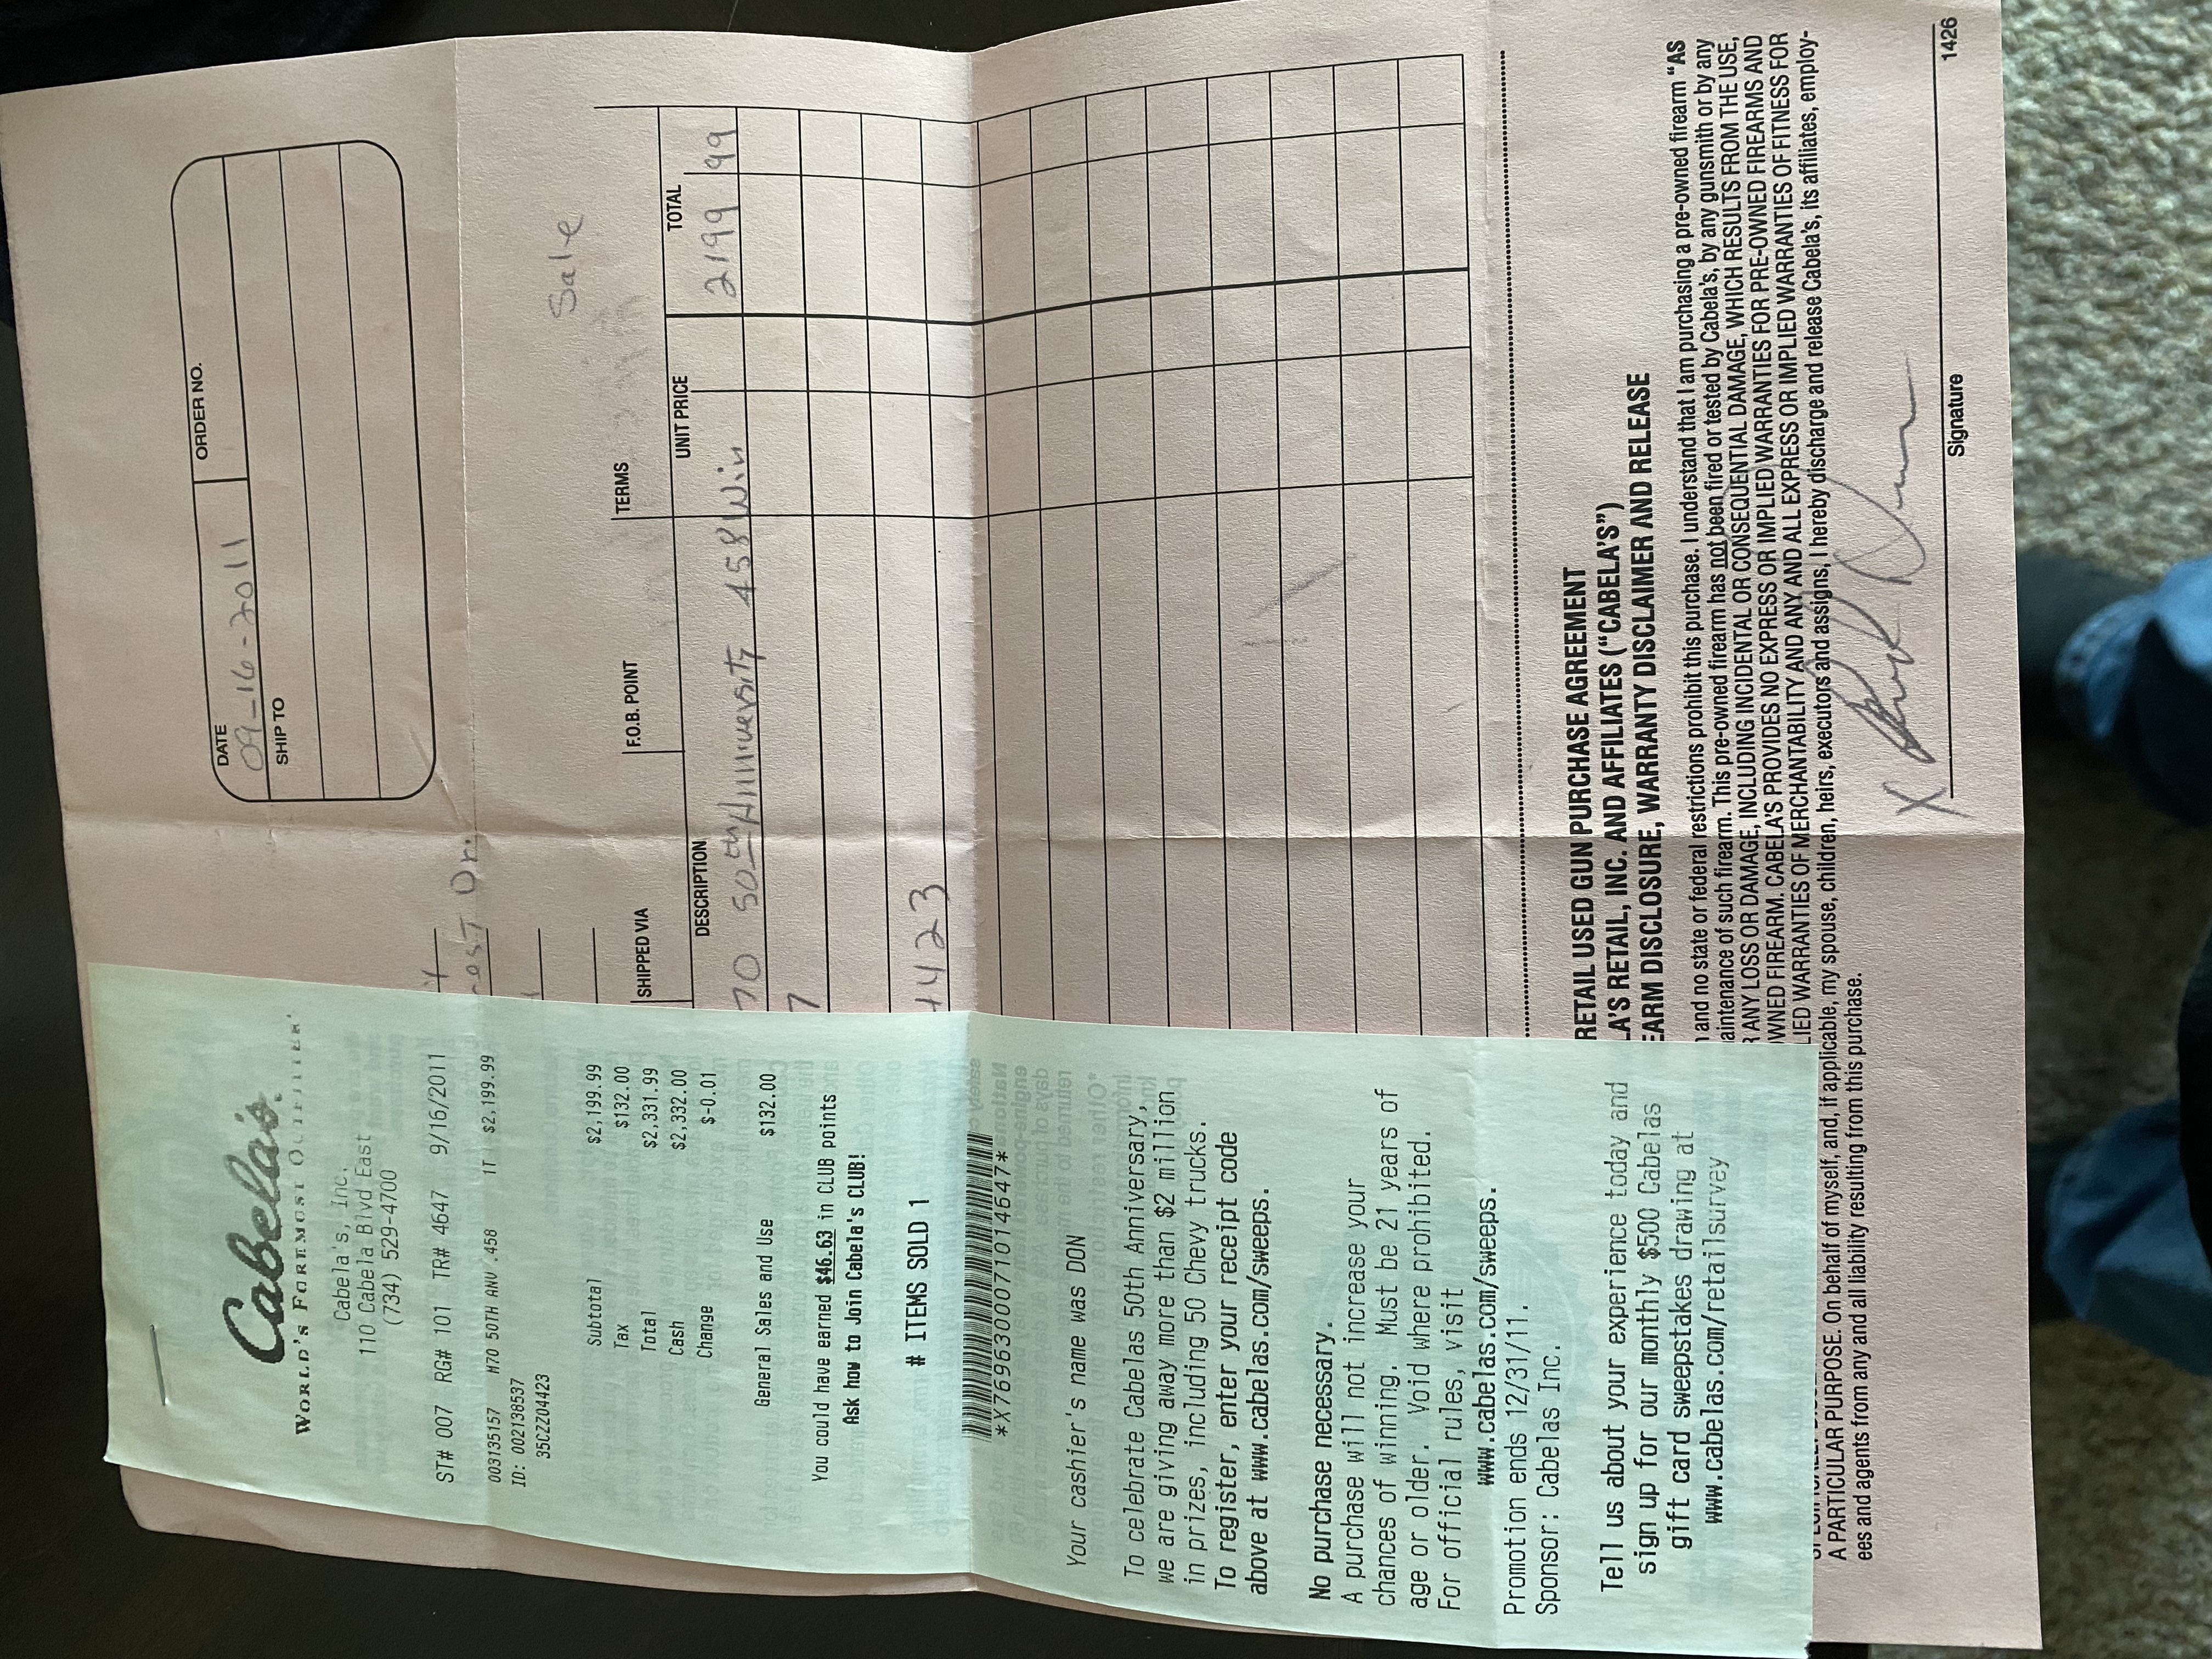 Cabela's
WORLD'S FOREMOST OUTFITTER
Cabela's, Inc.
110 Cabela Blvd East
(734) 529-4700
ST# 007 RG# 101 TR# 4647 9/16/2011
003135157 M70 50TH ANV .458 1T $2,199.99
ID: 002138537
35CZZ04423
Subtotal $2,199.99
Tax $132.00
Total $2,331.99
Cash $2,332.00
Change $-0.01
General Sales and Use $132.00
You could have earned $46.63 in CLUB points
Ask how to Join Cabela's CLUB!
# ITEMS SOLD 1
*X769630007101464​7*
Your cashier's name was DON
To celebrate Cabelas 50th Anniversary,
we are giving away more than $2 million
in prizes, including 50 Chevy trucks.
To register, enter your receipt code
above at www.cabelas.com/sweeps.
No purchase necessary.
A purchase will not increase your
chances of winning. Must be 21 years of
age or older. Void where prohibited.
For official rules, visit
www.cabelas.com/sweeps.
Promotion ends 12/31/11.
Sponsor: Cabelas Inc.
Tell us about your experience today and
sign up for our monthly $500 Cabelas
gift card sweepstakes drawing at
www.cabelas.com/retailsurvey
DATE ORDER NO.
09-16-2011
SHIP TO
Dr.
Sale
SHIPPED VIA F.O.B. POINT TERMS
DESCRIPTION UNIT PRICE TOTAL
70 50th Anniversity 458 Win 2199 99
7
4423
RETAIL USED GUN PURCHASE AGREEMENT
LA'S RETAIL, INC. AND AFFILIATES ("CABELA'S")
EARM DISCLOSURE, WARRANTY DISCLAIMER AND RELEASE
and no state or federal restrictions prohibit this purchase. I understand that I am purchasing a pre-owned firearm "AS
aintenance of such firearm. This pre-owned firearm has not been fired or tested by Cabela's, by any gunsmith or by any
ANY LOSS OR DAMAGE, INCLUDING INCIDENTAL OR CONSEQUENTIAL DAMAGE, WHICH RESULTS FROM THE USE,
WNED FIREARM. CABELA'S PROVIDES NO EXPRESS OR IMPLIED WARRANTIES FOR PRE-OWNED FIREARMS AND
LIED WARRANTIES OF MERCHANTABILITY AND ANY AND ALL EXPRESS OR IMPLIED WARRANTIES OF FITNESS FOR
A PARTICULAR PURPOSE. On behalf of myself, and, if applicable, my spouse, children, heirs, executors and assigns, I hereby discharge and release Cabela's, its affiliates, employ-
ees and agents from any and all liability resulting from this purchase.
X
Signature
1426